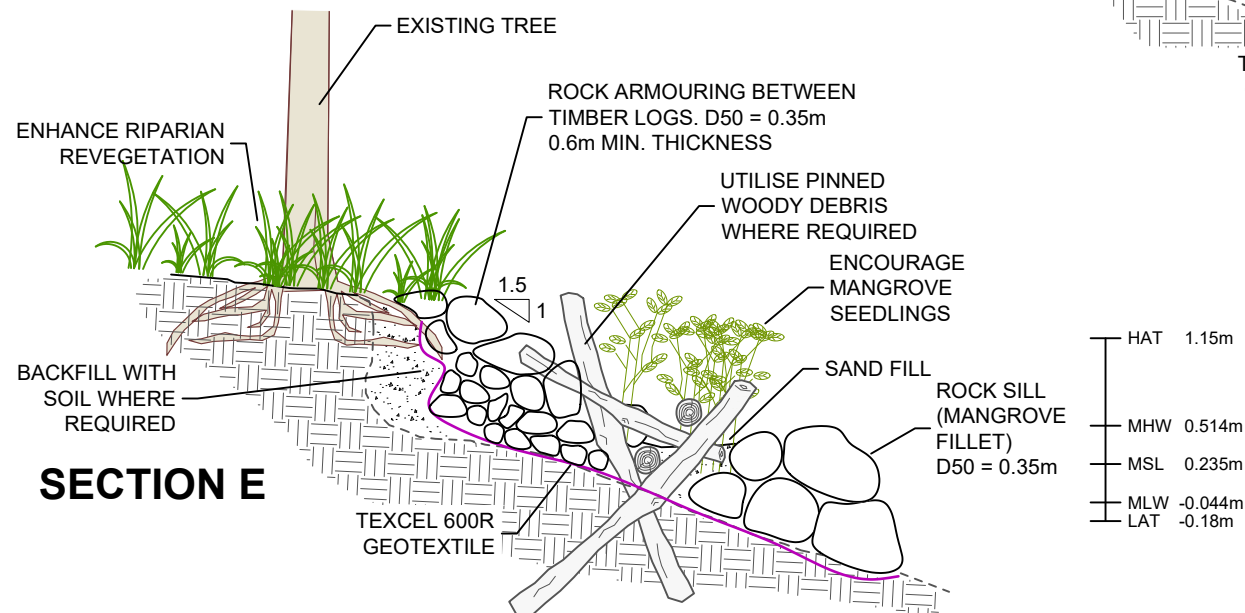 T
EXISTING TREE
ROCK ARMOURING BETWEEN
TIMBER LOGS. D50 = 0.35m
0.6m MIN. THICKNESS
ENHANCE RIPARIAN
REVEGETATION
UTILISE PINNED
WOODY DEBRIS
WHERE REQUIRED
ENCOURAGE
MANGROVE
SEEDLINGS
1.5
1
HAT 1.15m
SAND FILL
BACKFILL WITH
SOIL WHERE
REQUIRED
ROCK SILL
(MANGROVE
FILLET)
D50 = 0.35m
MHW 0.514m
MSL 0.235m
MLW -0.044m
LAT -0.18m
SECTION E
TEXCEL 600R
GEOTEXTILE